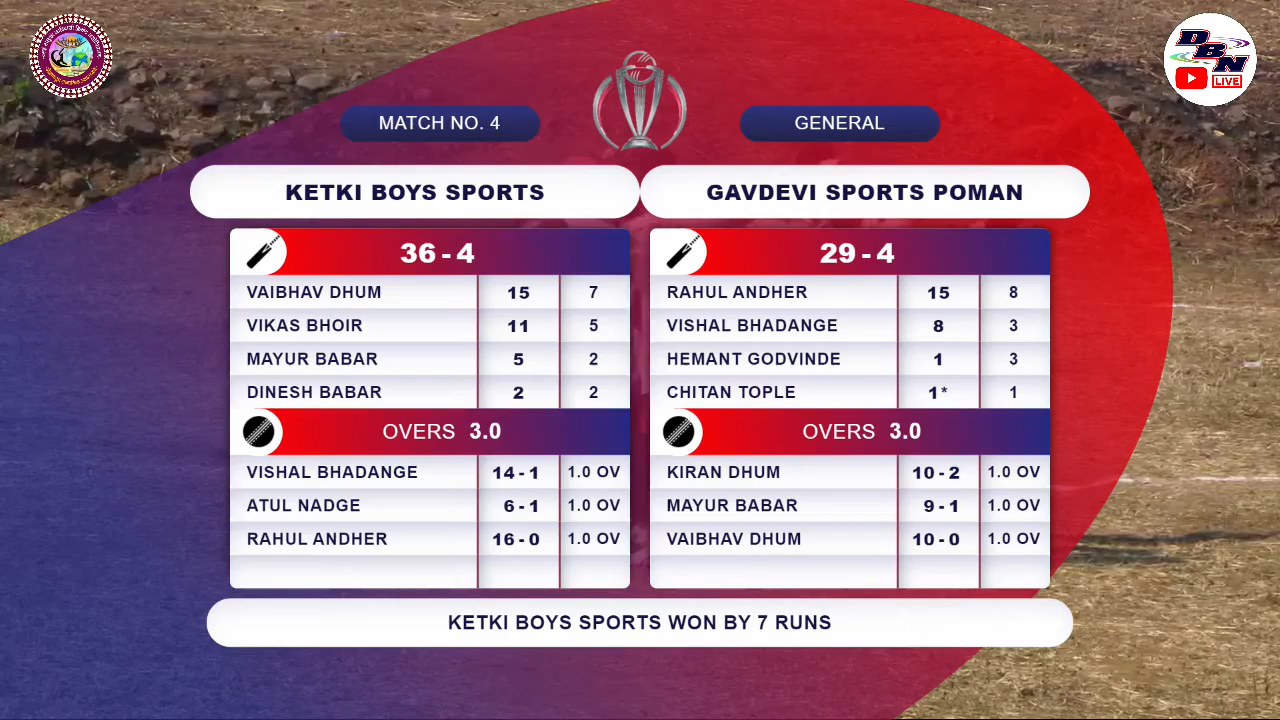 DBN
LIVE
MATCH NO. 4
GENERAL
KETKI BOYS SPORTS
GAVDEVI SPORTS POMAN
36 - 4
VAIBHAV DHUM 15 7
VIKAS BHOIR 11 5
MAYUR BABAR 5 2
DINESH BABAR 2 2
OVERS 3.0
VISHAL BHADANGE 14 - 1 1.0 OV
ATUL NADGE 6 - 1 1.0 OV
RAHUL ANDHER 16 - 0 1.0 OV
29 - 4
RAHUL ANDHER 15 8
VISHAL BHADANGE 8 3
HEMANT GODVINDE 1 3
CHITAN TOPLE 1* 1
OVERS 3.0
KIRAN DHUM 10 - 2 1.0 OV
MAYUR BABAR 9 - 1 1.0 OV
VAIBHAV DHUM 10 - 0 1.0 OV
KETKI BOYS SPORTS WON BY 7 RUNS